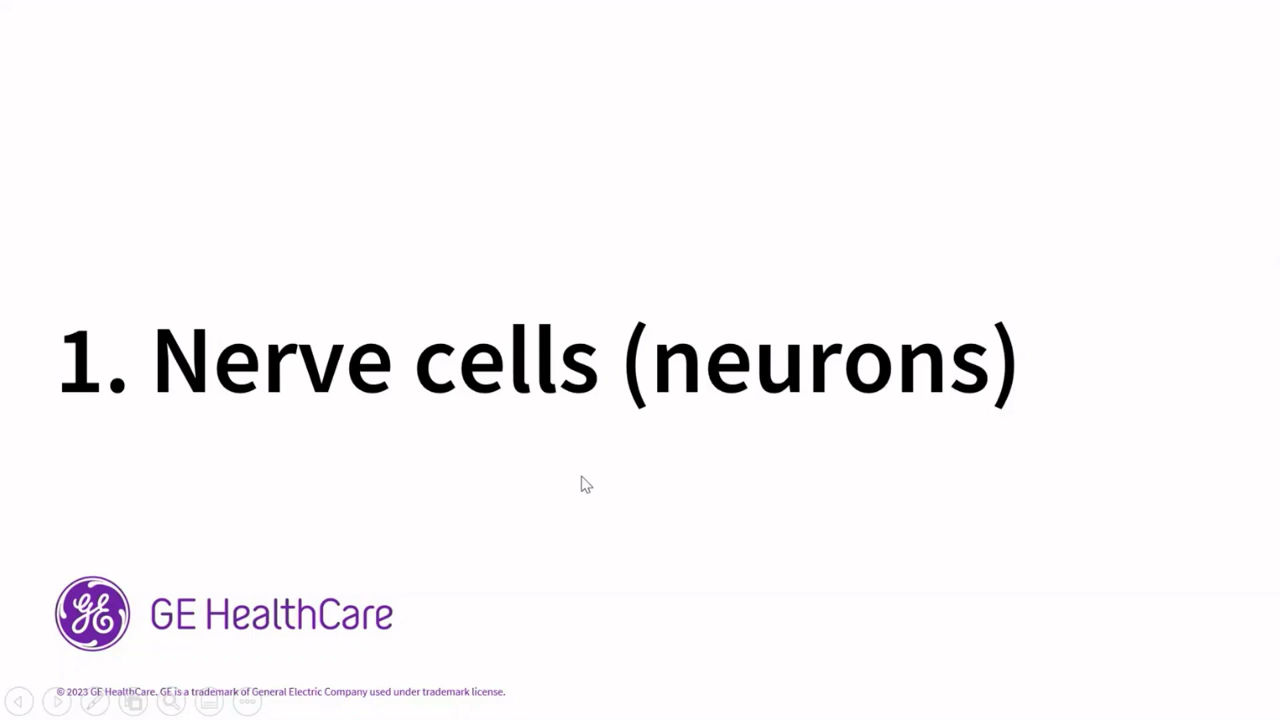 1. Nerve cells (neurons)
GE HealthCare
© 2023 GE HealthCare. GE is a trademark of General Electric Company used under trademark license.